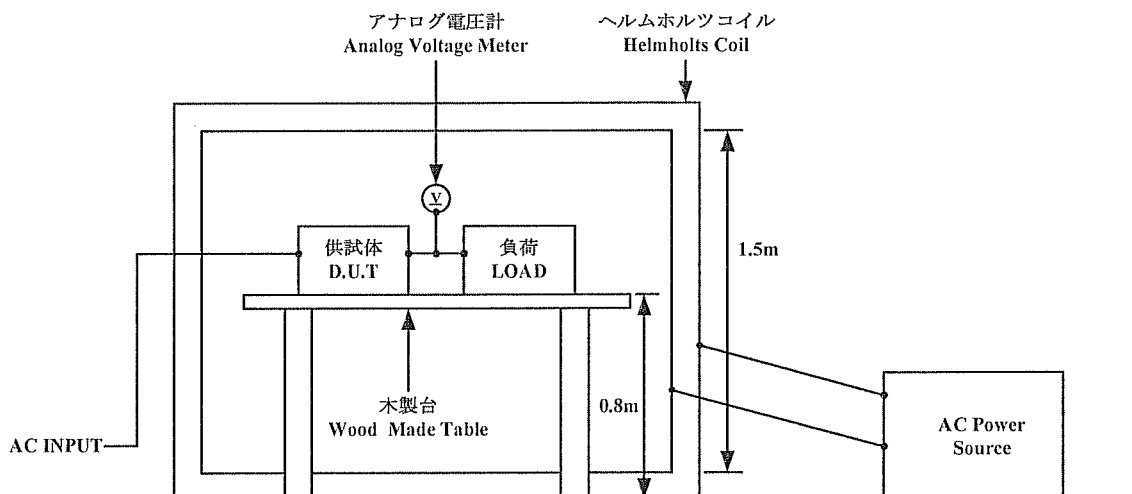 アナログ電圧計
Analog Voltage Meter
ヘルムホルツコイル
Helmholts Coil
V
供試体
D.U.T
負荷
LOAD
1.5m
木製台
Wood Made Table
0.8m
AC INPUT
AC Power
Source